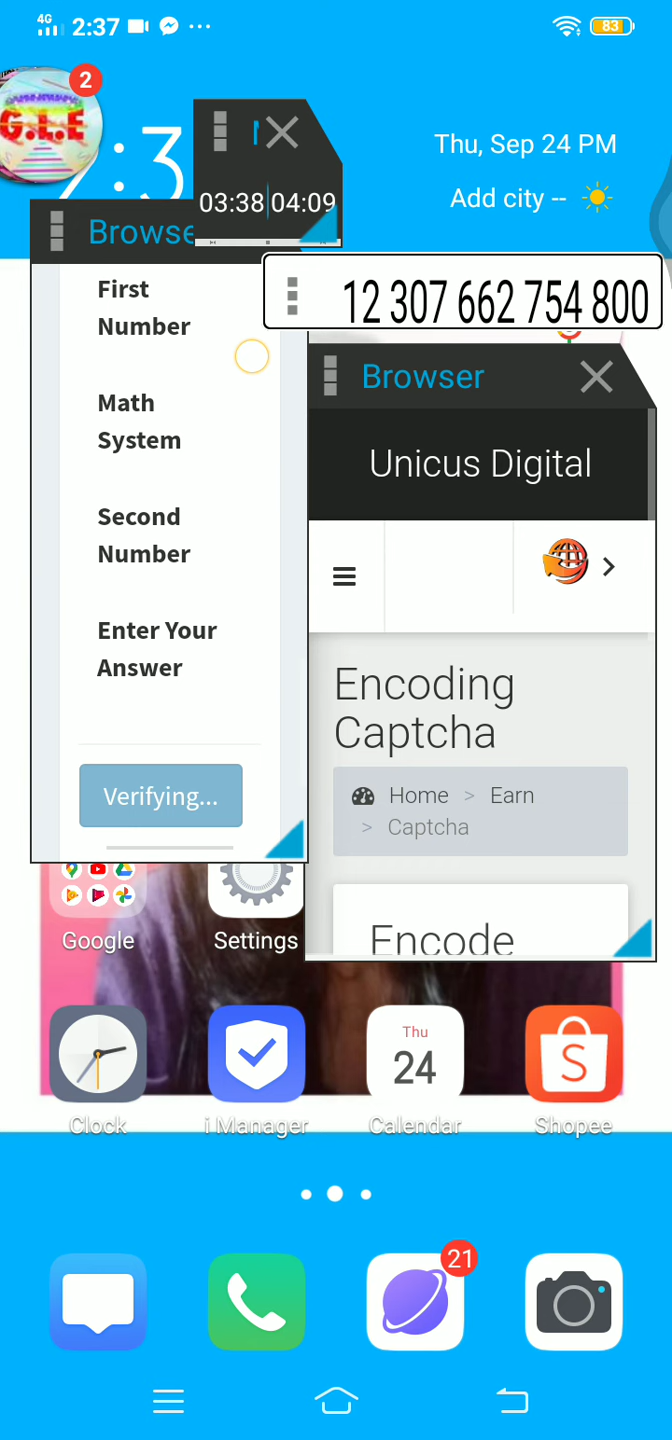 4G 2:37 83
2
G.L.E
Thu, Sep 24 PM
Add city --
03:38 04:09
Browse
12 307 662 754 800
First
Number
Math
System
Second
Number
Enter Your
Answer
Verifying...
Browser
Unicus Digital
Encoding
Captcha
Home > Earn
> Captcha
Encode
Google
Settings
Thu
24
Clock
i Manager
Calendar
Shopee
21